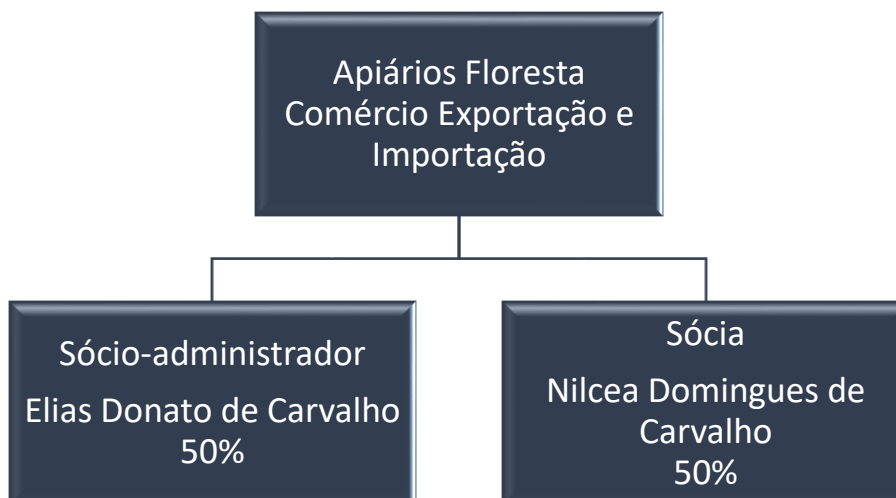 Apiários Floresta
Comércio Exportação e
Importação
Sócio-administrador
Elias Donato de Carvalho
50%
Sócia
Nilcea Domingues de
Carvalho
50%